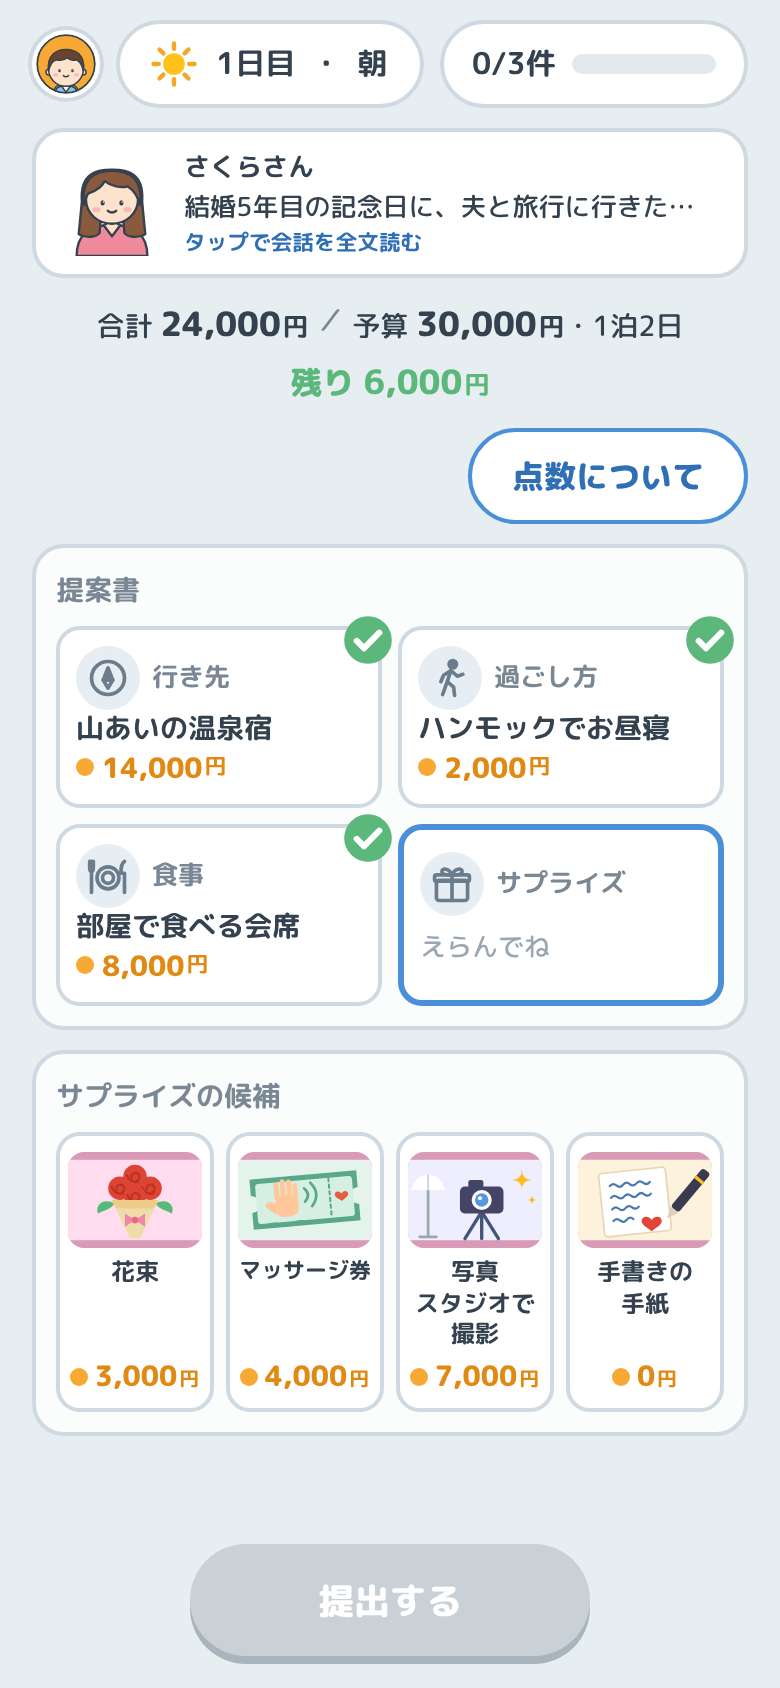 1日目 ・ 朝
0/3件
さくらさん
結婚5年目の記念日に、夫と旅行に行きた…
タップで会話を全文読む
合計 24,000円 / 予算 30,000円・1泊2日
残り 6,000円
点数について
提案書
行き先
山あいの温泉宿
14,000円
過ごし方
ハンモックでお昼寝
2,000円
食事
部屋で食べる会席
8,000円
サプライズ
えらんでね
サプライズの候補
花束
3,000円
マッサージ券
4,000円
写真
スタジオで
撮影
7,000円
手書きの
手紙
0円
提出する